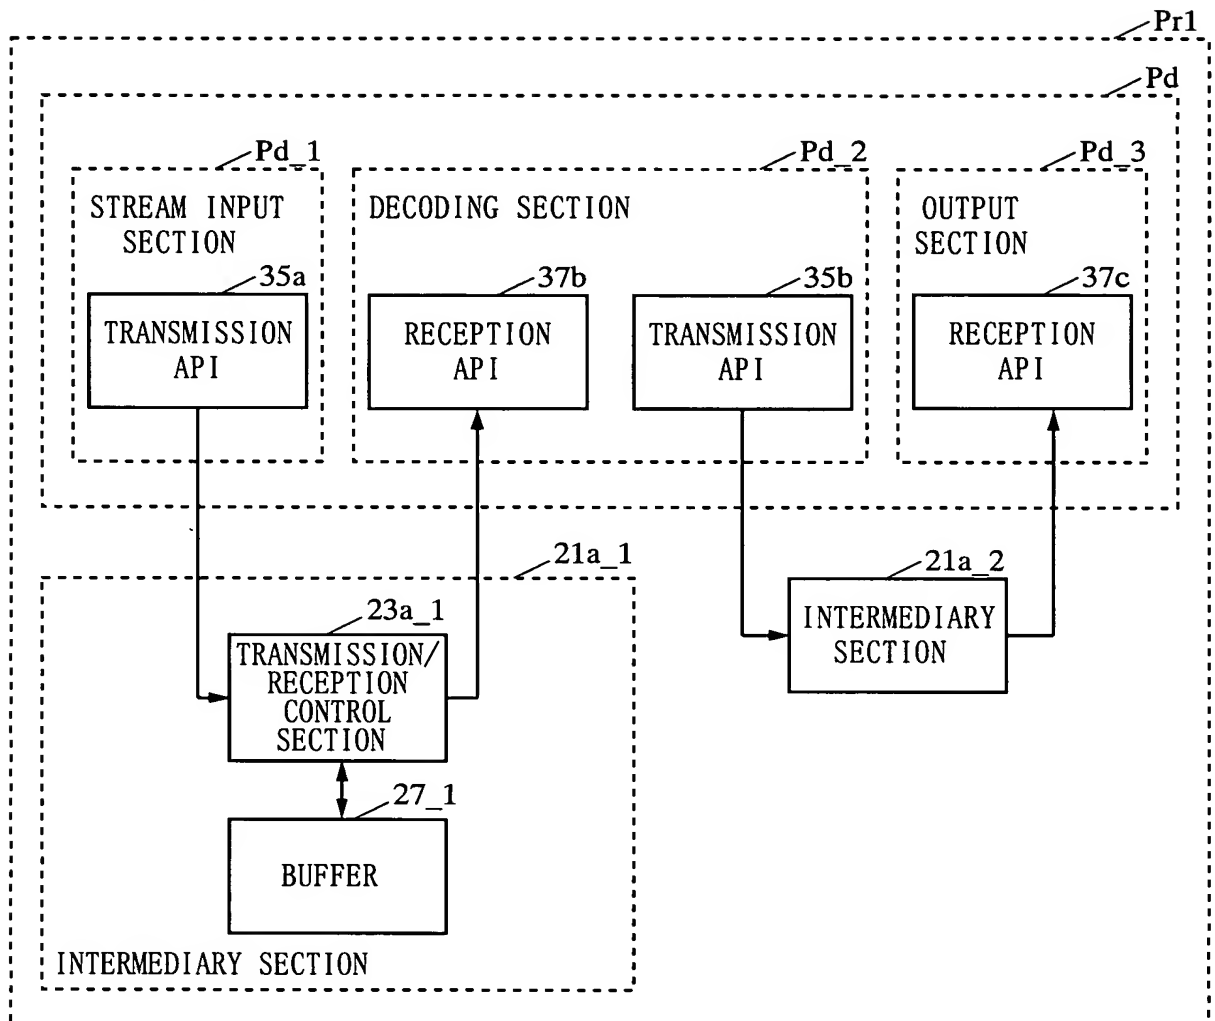 Pr1
Pd
Pd_1
Pd_2
Pd_3
STREAM INPUT
SECTION
DECODING SECTION
OUTPUT
SECTION
35a
37b
35b
37c
TRANSMISSION
API
RECEPTION
API
TRANSMISSION
API
RECEPTION
API
21a_1
21a_2
23a_1
INTERMEDIARY
SECTION
TRANSMISSION/
RECEPTION
CONTROL
SECTION
27_1
BUFFER
INTERMEDIARY SECTION